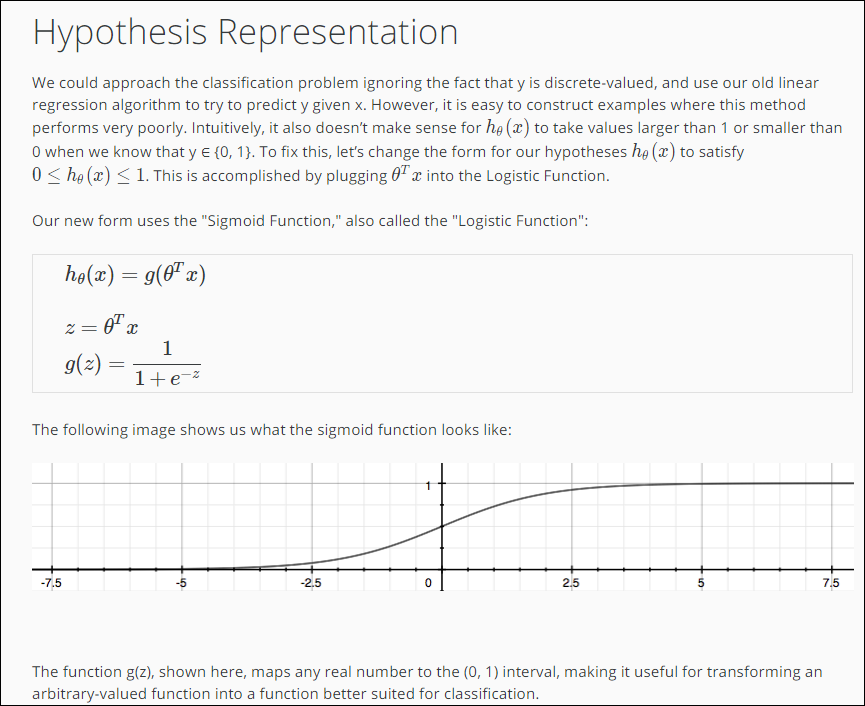 Hypothesis Representation
We could approach the classification problem ignoring the fact that y is discrete-valued, and use our old linear
regression algorithm to try to predict y given x. However, it is easy to construct examples where this method
performs very poorly. Intuitively, it also doesn't make sense for hθ(x) to take values larger than 1 or smaller than
0 when we know that y ∈ {0, 1}. To fix this, let's change the form for our hypotheses hθ(x) to satisfy
0 ≤ hθ(x) ≤ 1. This is accomplished by plugging θᵀx into the Logistic Function.
Our new form uses the "Sigmoid Function," also called the "Logistic Function":
hθ(x) = g(θᵀx)
z = θᵀx
g(z) = 1 / (1 + e^{−z})
The following image shows us what the sigmoid function looks like:
1
-7.5 -5 -2.5 0 2.5 5 7.5
The function g(z), shown here, maps any real number to the (0, 1) interval, making it useful for transforming an
arbitrary-valued function into a function better suited for classification.